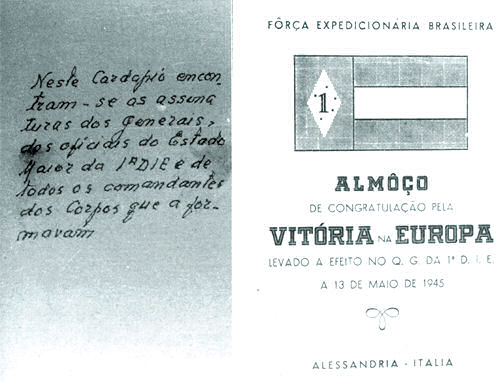 Neste Cardapio encon-
tram-se as assina
turas dos generais,
dos oficiais do Estado
Maior da 1ª DIE e de
todos os comandantes
dos Corpos que a for-
mavam
FÔRÇA EXPEDICIONÁRIA BRASILEIRA
1.
ALMÔÇO
DE CONGRATULAÇÃO PELA
VITÓRIA NA EUROPA
LEVADO A EFEITO NO Q. G. DA 1ª D. I. E.
A 13 DE MAIO DE 1945
ALESSANDRIA - ITALIA